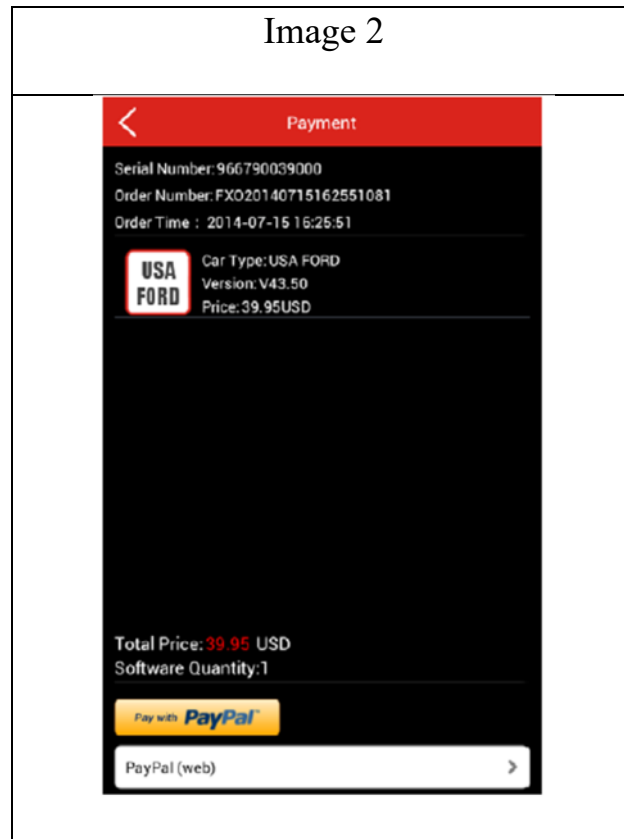 Image 2
Payment
Serial Number:966790039000
Order Number:FXO20140715162551081
Order Time : 2014-07-15 16:25:51
USA
FORD
Car Type:USA FORD
Version:V43.50
Price:39.95USD
Total Price:39.95 USD
Software Quantity:1
Pay with PayPal™
PayPal (web)